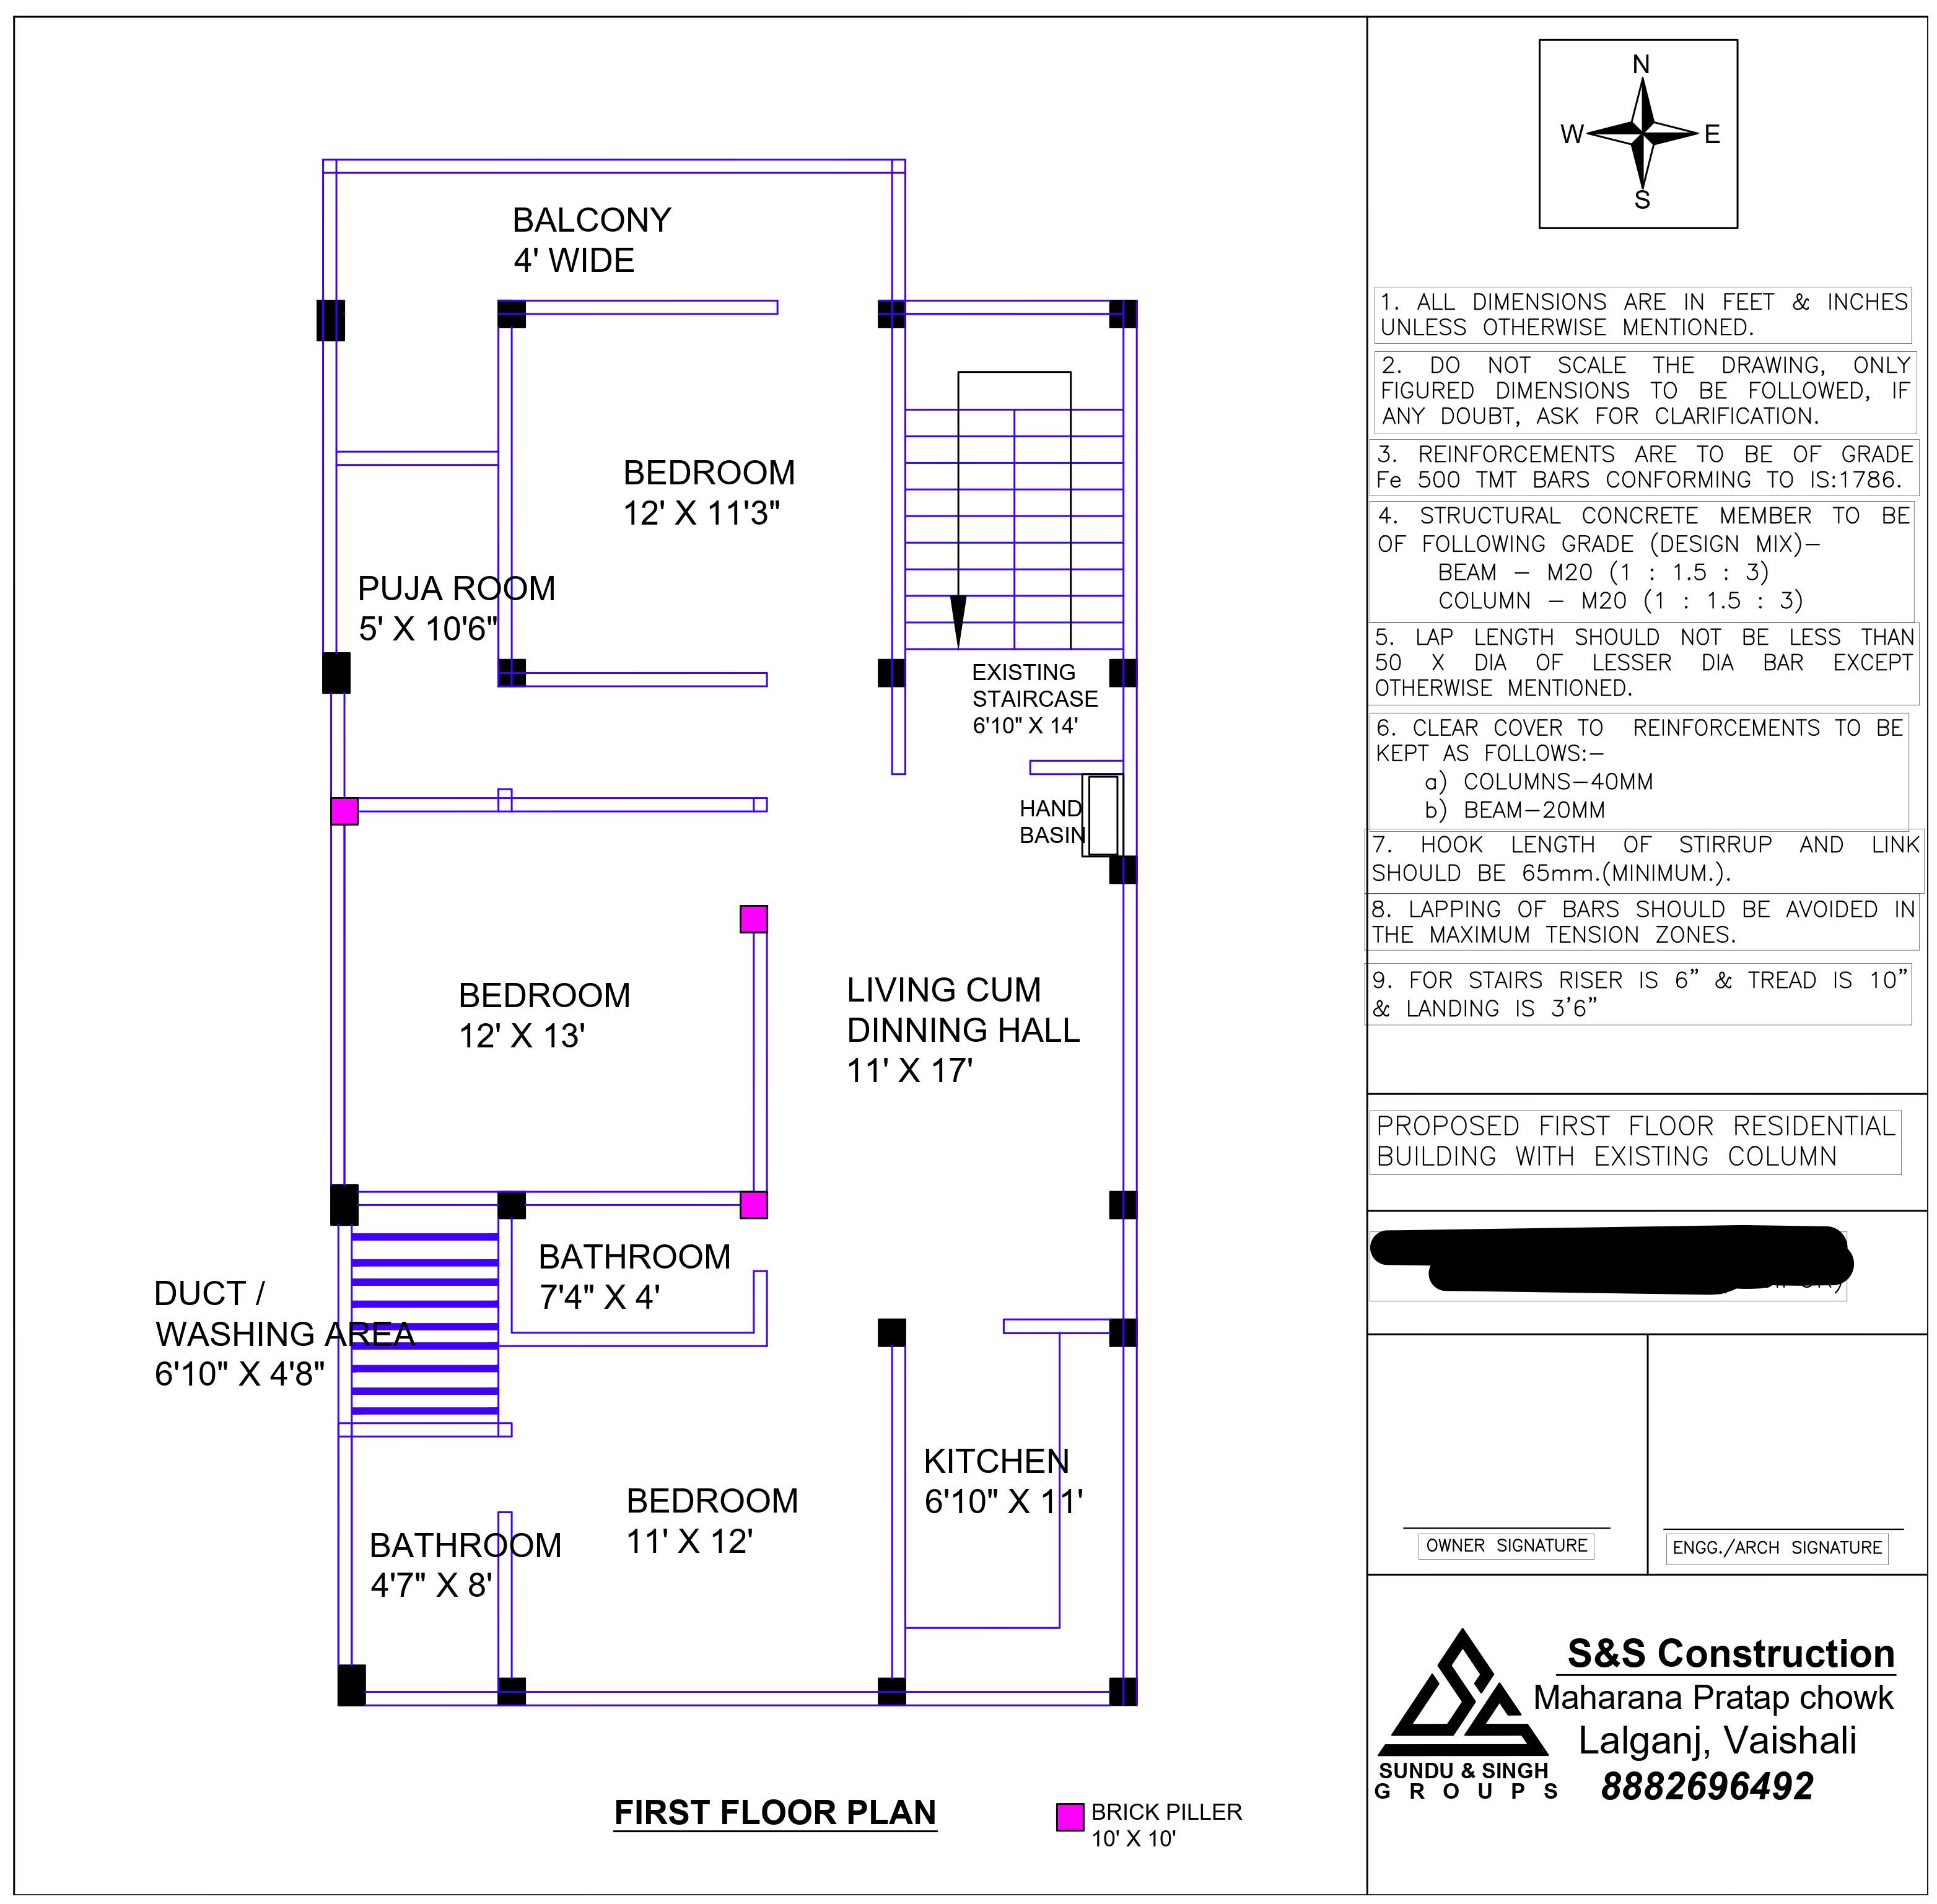 BALCONY
4' WIDE
BEDROOM
12' X 11'3"
PUJA ROOM
5' X 10'6"
EXISTING
STAIRCASE
6'10" X 14'
HAND
BASIN
BEDROOM
12' X 13'
LIVING CUM
DINNING HALL
11' X 17'
BATHROOM
7'4" X 4'
DUCT /
WASHING AREA
6'10" X 4'8"
KITCHEN
6'10" X 11'
BEDROOM
11' X 12'
BATHROOM
4'7" X 8'
FIRST FLOOR PLAN
BRICK PILLER
10' X 10'
N
W E
S
1. ALL DIMENSIONS ARE IN FEET & INCHES
UNLESS OTHERWISE MENTIONED.
2. DO NOT SCALE THE DRAWING, ONLY
FIGURED DIMENSIONS TO BE FOLLOWED, IF
ANY DOUBT, ASK FOR CLARIFICATION.
3. REINFORCEMENTS ARE TO BE OF GRADE
Fe 500 TMT BARS CONFORMING TO IS:1786.
4. STRUCTURAL CONCRETE MEMBER TO BE
OF FOLLOWING GRADE (DESIGN MIX)–
BEAM – M20 (1 : 1.5 : 3)
COLUMN – M20 (1 : 1.5 : 3)
5. LAP LENGTH SHOULD NOT BE LESS THAN
50 X DIA OF LESSER DIA BAR EXCEPT
OTHERWISE MENTIONED.
6. CLEAR COVER TO REINFORCEMENTS TO BE
KEPT AS FOLLOWS:–
a) COLUMNS–40MM
b) BEAM–20MM
7. HOOK LENGTH OF STIRRUP AND LINK
SHOULD BE 65mm.(MINIMUM.).
8. LAPPING OF BARS SHOULD BE AVOIDED IN
THE MAXIMUM TENSION ZONES.
9. FOR STAIRS RISER IS 6” & TREAD IS 10”
& LANDING IS 3’6”
PROPOSED FIRST FLOOR RESIDENTIAL
BUILDING WITH EXISTING COLUMN
OWNER SIGNATURE
ENGG./ARCH SIGNATURE
SUNDU & SINGH
GROUPS
S&S Construction
Maharana Pratap chowk
Lalganj, Vaishali
8882696492